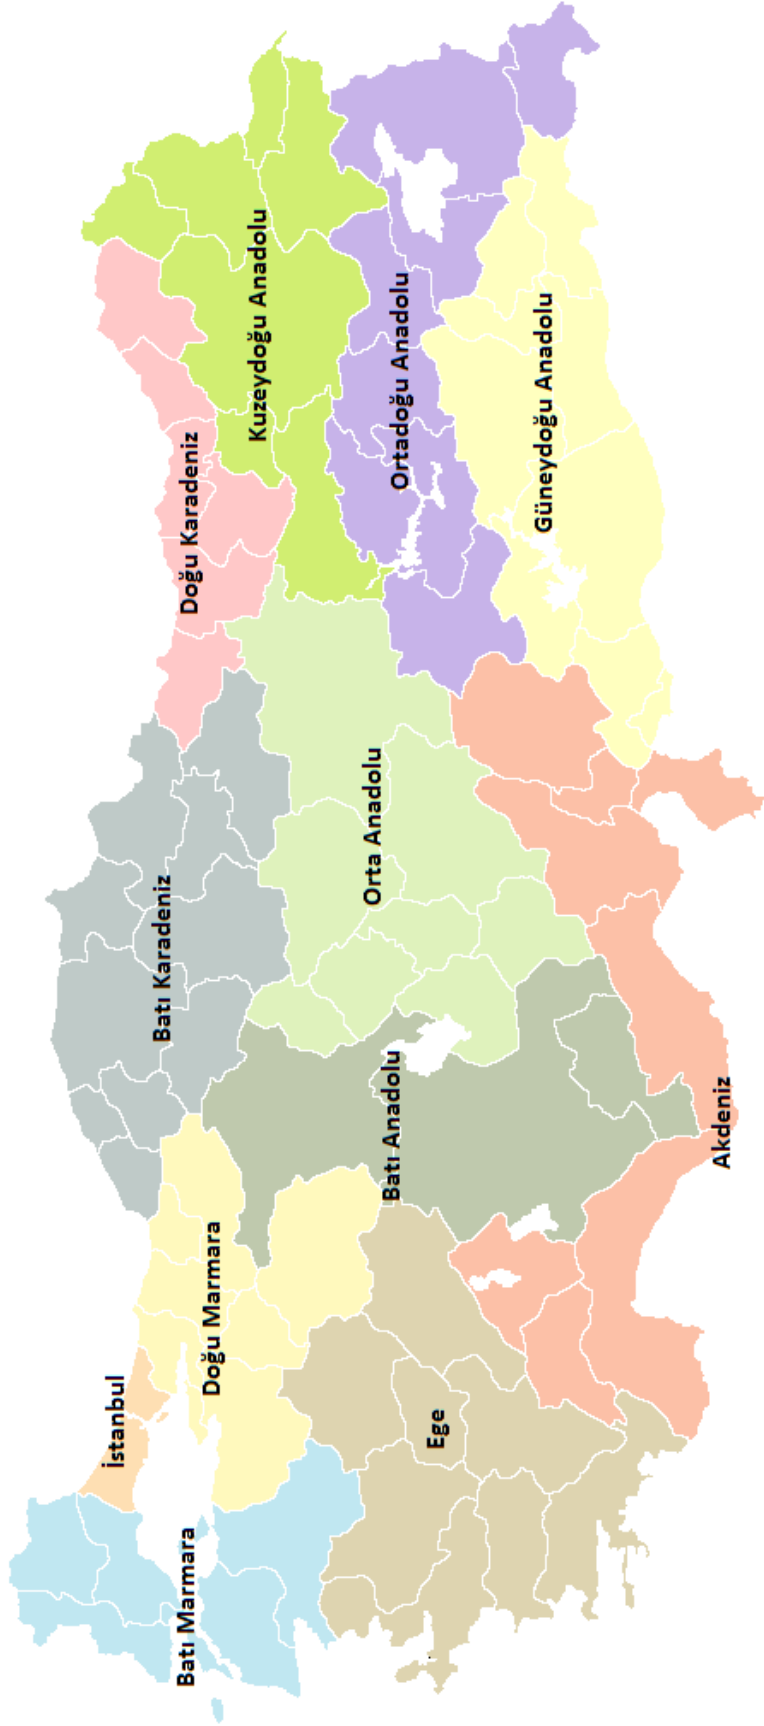 İstanbul
Batı Marmara
Doğu Marmara
Ege
Batı Karadeniz
Batı Anadolu
Akdeniz
Orta Anadolu
Doğu Karadeniz
Kuzeydoğu Anadolu
Ortadoğu Anadolu
Güneydoğu Anadolu